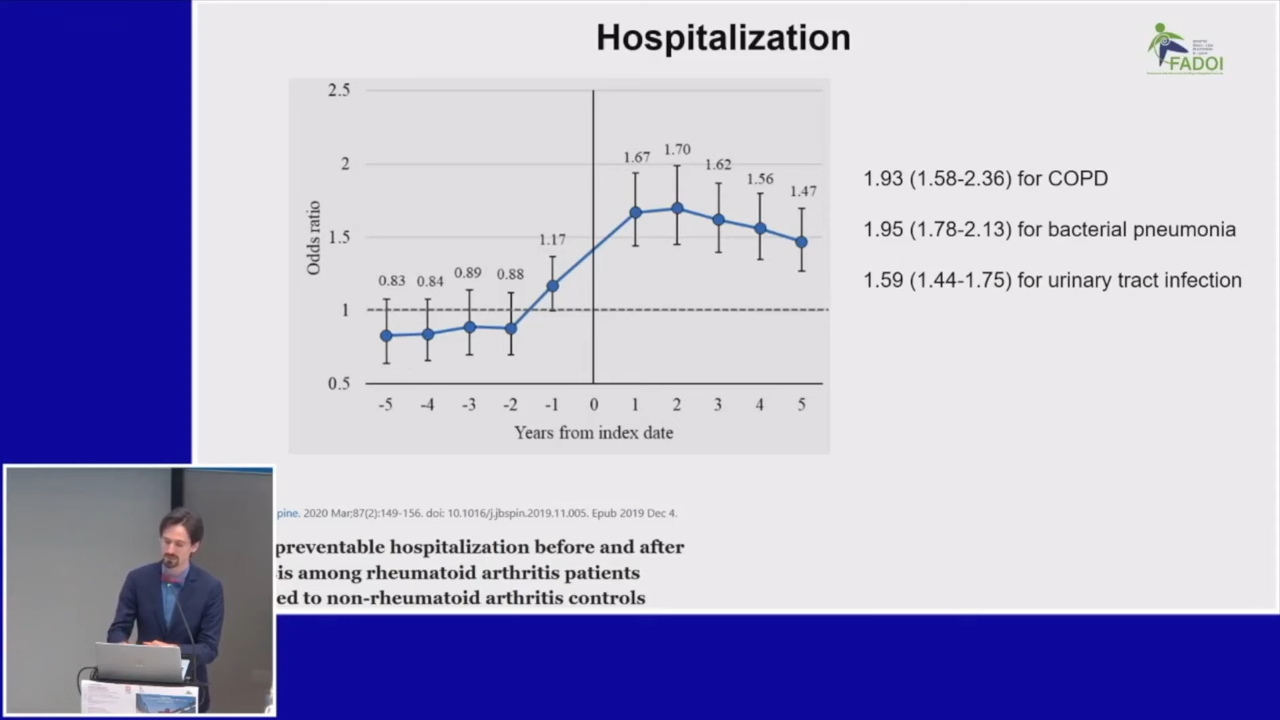 Hospitalization
FADOI
2.5
2
1.5
1
0.5
Odds ratio
0.83
0.84
0.89
0.88
1.17
1.67
1.70
1.62
1.56
1.47
-5 -4 -3 -2 -1 0 1 2 3 4 5
Years from index date
1.93 (1.58-2.36) for COPD
1.95 (1.78-2.13) for bacterial pneumonia
1.59 (1.44-1.75) for urinary tract infection
pine. 2020 Mar;87(2):149-156. doi: 10.1016/j.jbspin.2019.11.005. Epub 2019 Dec 4.
preventable hospitalization before and after
is among rheumatoid arthritis patients
ed to non-rheumatoid arthritis controls